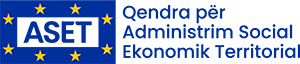 ASET
Qendra për
Administrim Social
Ekonomik Territorial